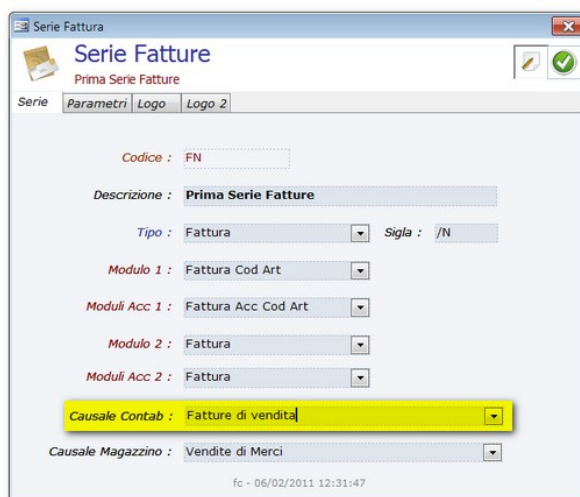 Serie Fattura
Serie Fatture
Prima Serie Fatture
Serie Parametri Logo Logo 2
Codice : FN
Descrizione : Prima Serie Fatture
Tipo : Fattura Sigla : /N
Modulo 1 : Fattura Cod Art
Moduli Acc 1 : Fattura Acc Cod Art
Modulo 2 : Fattura
Moduli Acc 2 : Fattura
Causale Contab : Fatture di vendita
Causale Magazzino : Vendite di Merci
fc - 06/02/2011 12:31:47